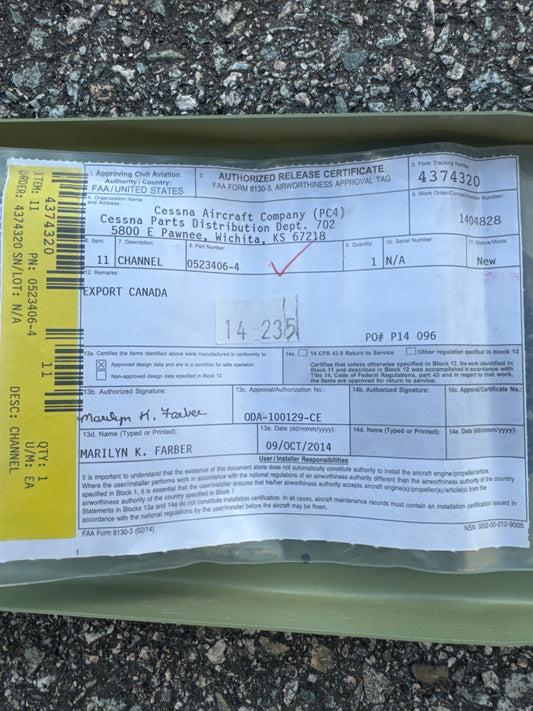 ITEM: 11
ORDER: 4374320 SN/LOT: N/A
4374320
PN: 0523406-4
11
DESC: CHANNEL
QTY: 1
U/M: EA
1. Approving Civil Aviation
Authority / Country:
FAA/UNITED STATES
2.
AUTHORIZED RELEASE CERTIFICATE
FAA FORM 8130-3, AIRWORTHINESS APPROVAL TAG
3. Form Tracking Number
4374320
4. Organization Name
and Address:
Cessna Aircraft Company (PC4)
Cessna Parts Distribution Dept. 702
5800 E Pawnee, Wichita, KS 67218
1404828
6. Item:
11
7. Description:
CHANNEL
8. Part Number
0523406-4
9. Quantity:
1
10. Serial Number:
N/A
11. Status/Work:
New
12. Remarks:
EXPORT CANADA
14 235
PO# P14 096
13a. Certifies the items identified above were manufactured in conformity to:
Approved design data and are in a condition for safe operation.
Non-approved design data specified in Block 12.
14a. 14 CFR 43.9 Return to Service
Other regulation specified in block 12
Certifies that unless otherwise specified in Block 12, the work identified in
Block 11 and described in Block 12 was accomplished in accordance with
Title 14, Code of Federal Regulations, part 43 and in respect to that work,
the items are approved for return to service.
13b. Authorized Signature:
Marilyn K. Farber
13c. Approval/Authorization No.:
ODA-100129-CE
14b. Authorized Signature:
14c. Approval/Certificate No.:
13d. Name (Typed or Printed):
MARILYN K. FARBER
13e. Date (dd/mmm/yyyy):
09/OCT/2014
14d. Name (Typed or Printed):
14e. Date (dd/mmm/yyyy):
User/Installer Responsibilities
It is important to understand that the existence of this document alone does not automatically constitute authority to install the aircraft engine/propeller/article.
Where the user/installer performs work in accordance with the national regulations of an airworthiness authority different than the airworthiness authority of the country
specified in Block 1, it is essential that the user/installer ensures that his/her airworthiness authority accepts aircraft engine(s)/propeller(s)/article(s) from the
airworthiness authority of the country specified in Block 1.
Statements in Blocks 13a and 14a do not constitute installation certification. In all cases, aircraft maintenance records must contain an installation certification issued in
accordance with the national regulations by the user/installer before the aircraft may be flown.
FAA Form 8130-3 (02/14)
NSN: 0052-00-012-9005